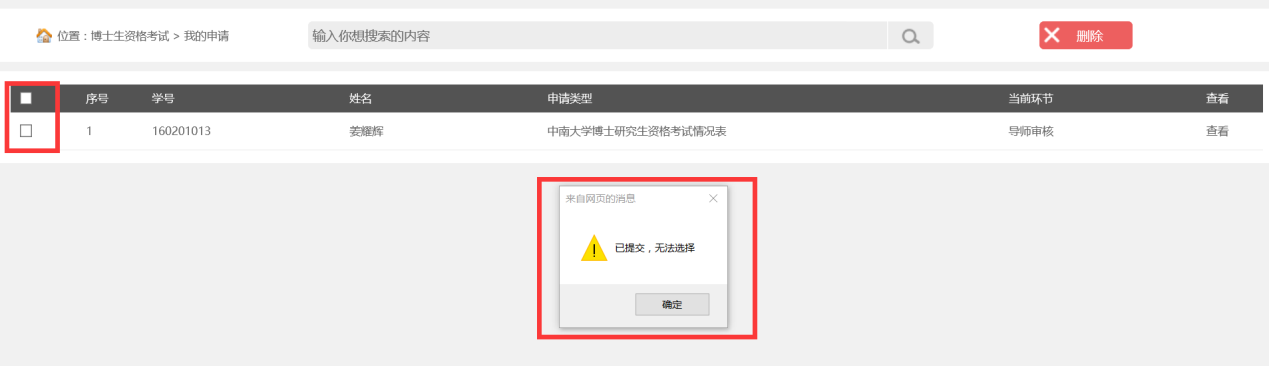 位置：博士生资格考试 > 我的申请
输入你想搜索的内容
删除
序号 学号 姓名 申请类型 当前环节 查看
1 160201013 姜耀辉 中南大学博士研究生资格考试情况表 导师审核 查看
来自网页的消息
已提交，无法选择
确定